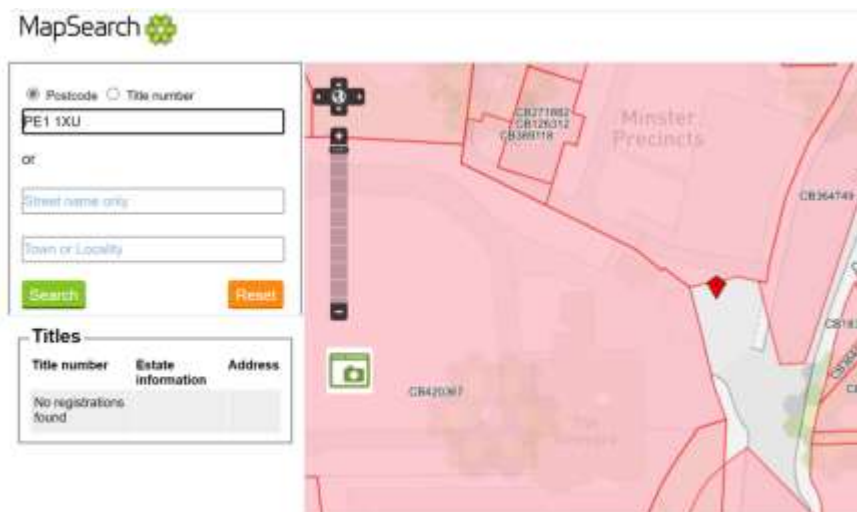 MapSearch
Postcode Title number
PE1 1XU
or
Street name only
Town or Locality
Search Reset
Titles
Title number Estate information Address
No registrations found
CB271882
CB126312
CB389118
Minster
Precincts
CB364749
CB420367